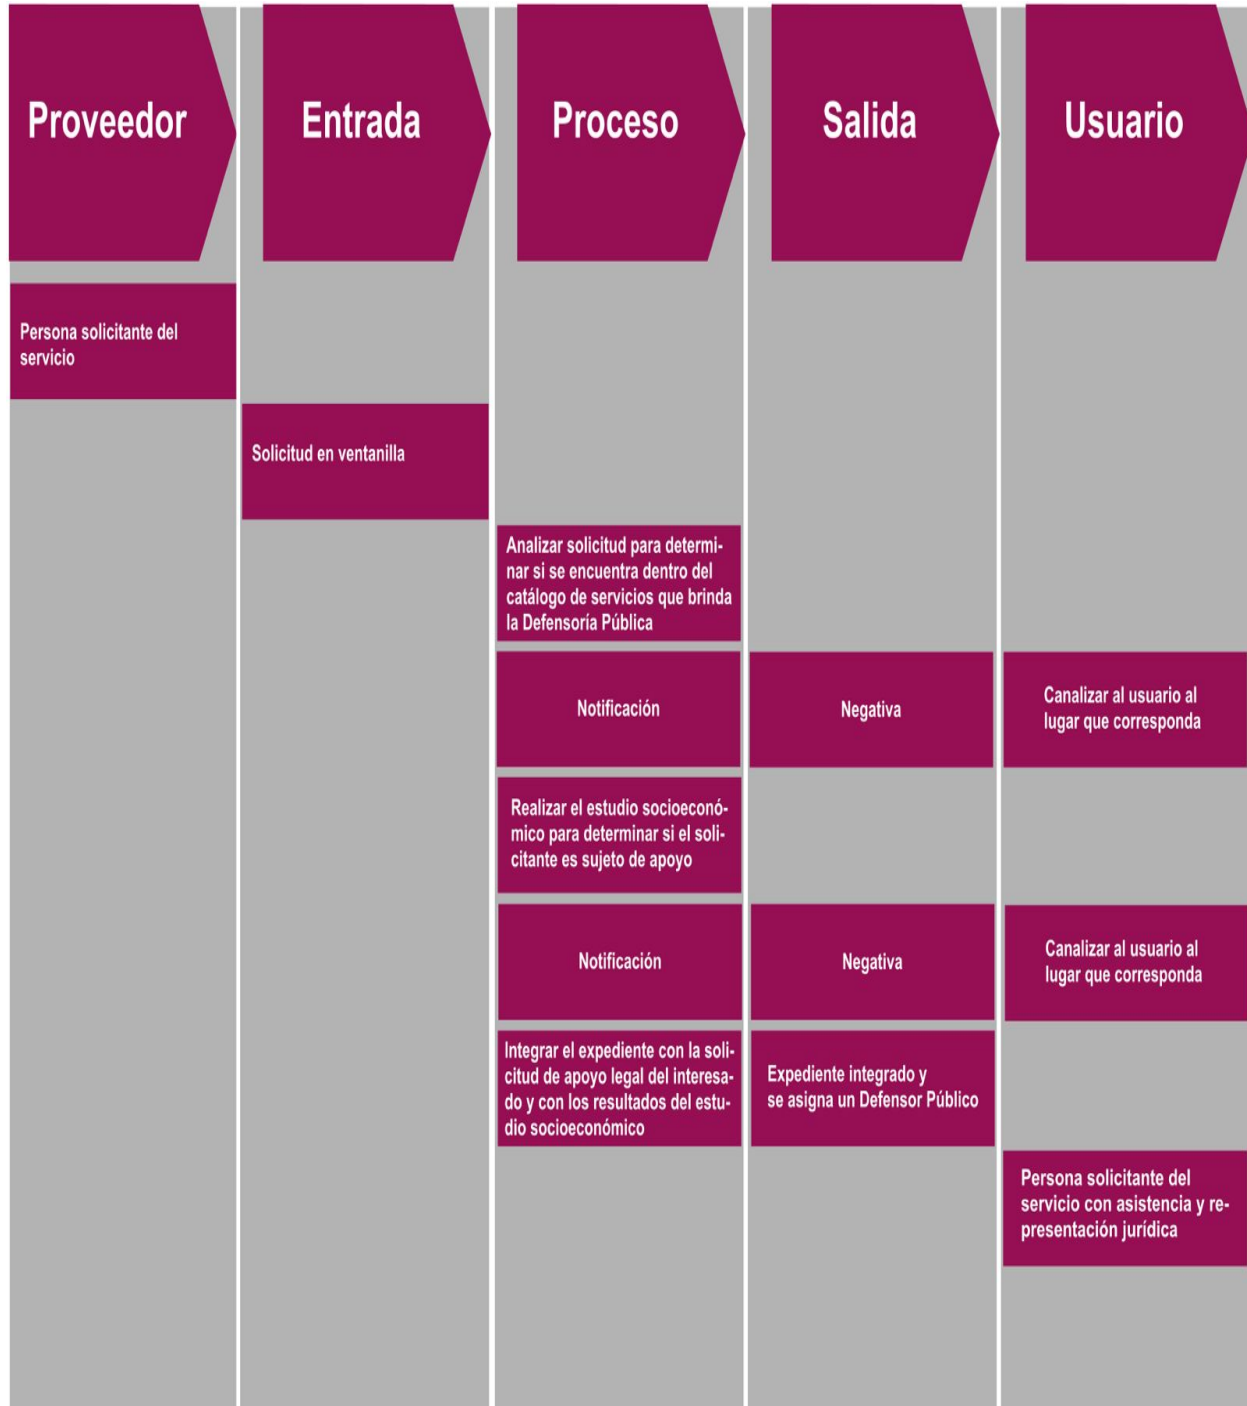 Proveedor
Entrada
Proceso
Salida
Usuario
Persona solicitante del
servicio
Solicitud en ventanilla
Analizar solicitud para determi-
nar si se encuentra dentro del
catálogo de servicios que brinda
la Defensoría Pública
Notificación
Negativa
Canalizar al usuario al
lugar que corresponda
Realizar el estudio socioeconó-
mico para determinar si el soli-
citante es sujeto de apoyo
Notificación
Negativa
Canalizar al usuario al
lugar que corresponda
Integrar el expediente con la soli-
citud de apoyo legal del interesa-
do y con los resultados del estu-
dio socioeconómico
Expediente integrado y
se asigna un Defensor Público
Persona solicitante del
servicio con asistencia y re-
presentación jurídica